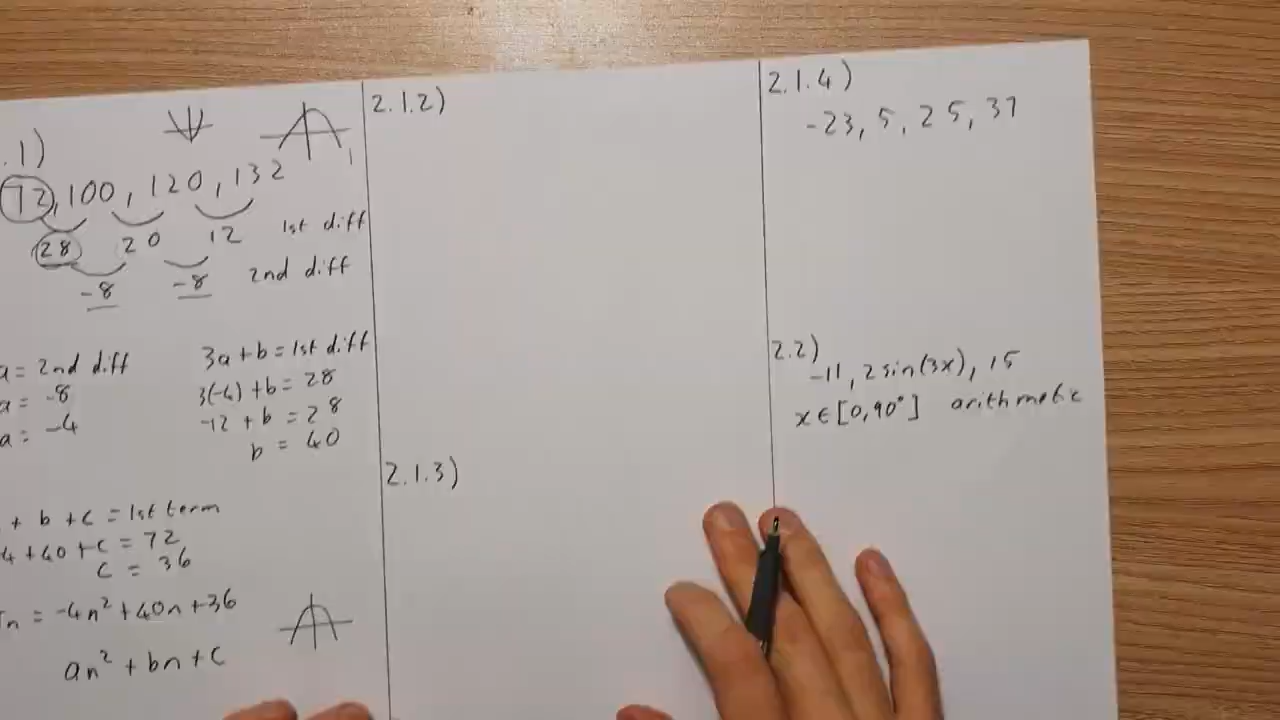 .1)
72, 100, 120, 132
28 20 12 1st diff
-8 -8 2nd diff
a = 2nd diff
a = -8
a = -4
3a + b = 1st diff
3(-4) + b = 28
-12 + b = 28
b = 40
+ b + c = 1st term
4 + 40 + c = 72
c = 36
Tn = -4n² + 40n + 36
an² + bn + c
2.1.2)
2.1.3)
2.1.4)
-23, 5, 25, 37
2.2)
-11, 2 sin(3x), 15
x ∈ [0, 90°] arithmetic